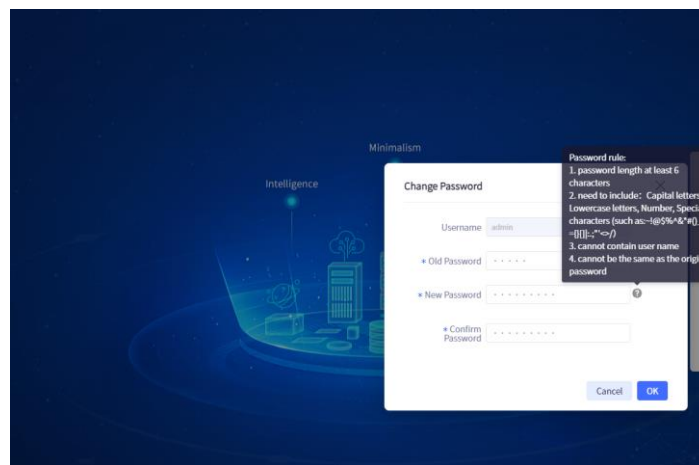 Minimalism
Intelligence
Change Password
Username admin
* Old Password
* New Password
* Confirm
Password
Password rule:
1. password length at least 6
characters
2. need to include: Capital letters
Lowercase letters, Number, Specia
characters (such as:~!@$%^&*#()_
={}[]|:;"'<>/)
3. cannot contain user name
4. cannot be the same as the origi
password
Cancel OK